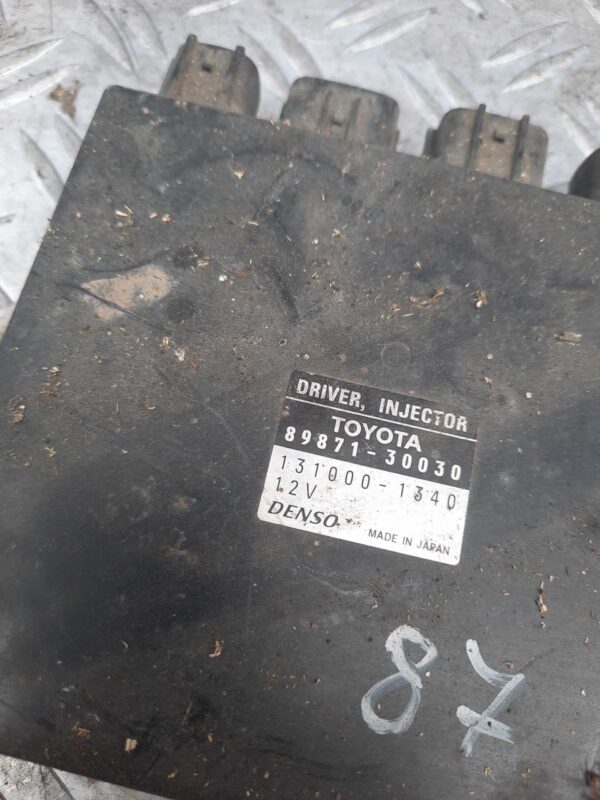 DRIVER, INJECTOR
TOYOTA
89871-30030
131000-1340
12V
DENSO
MADE IN JAPAN
87